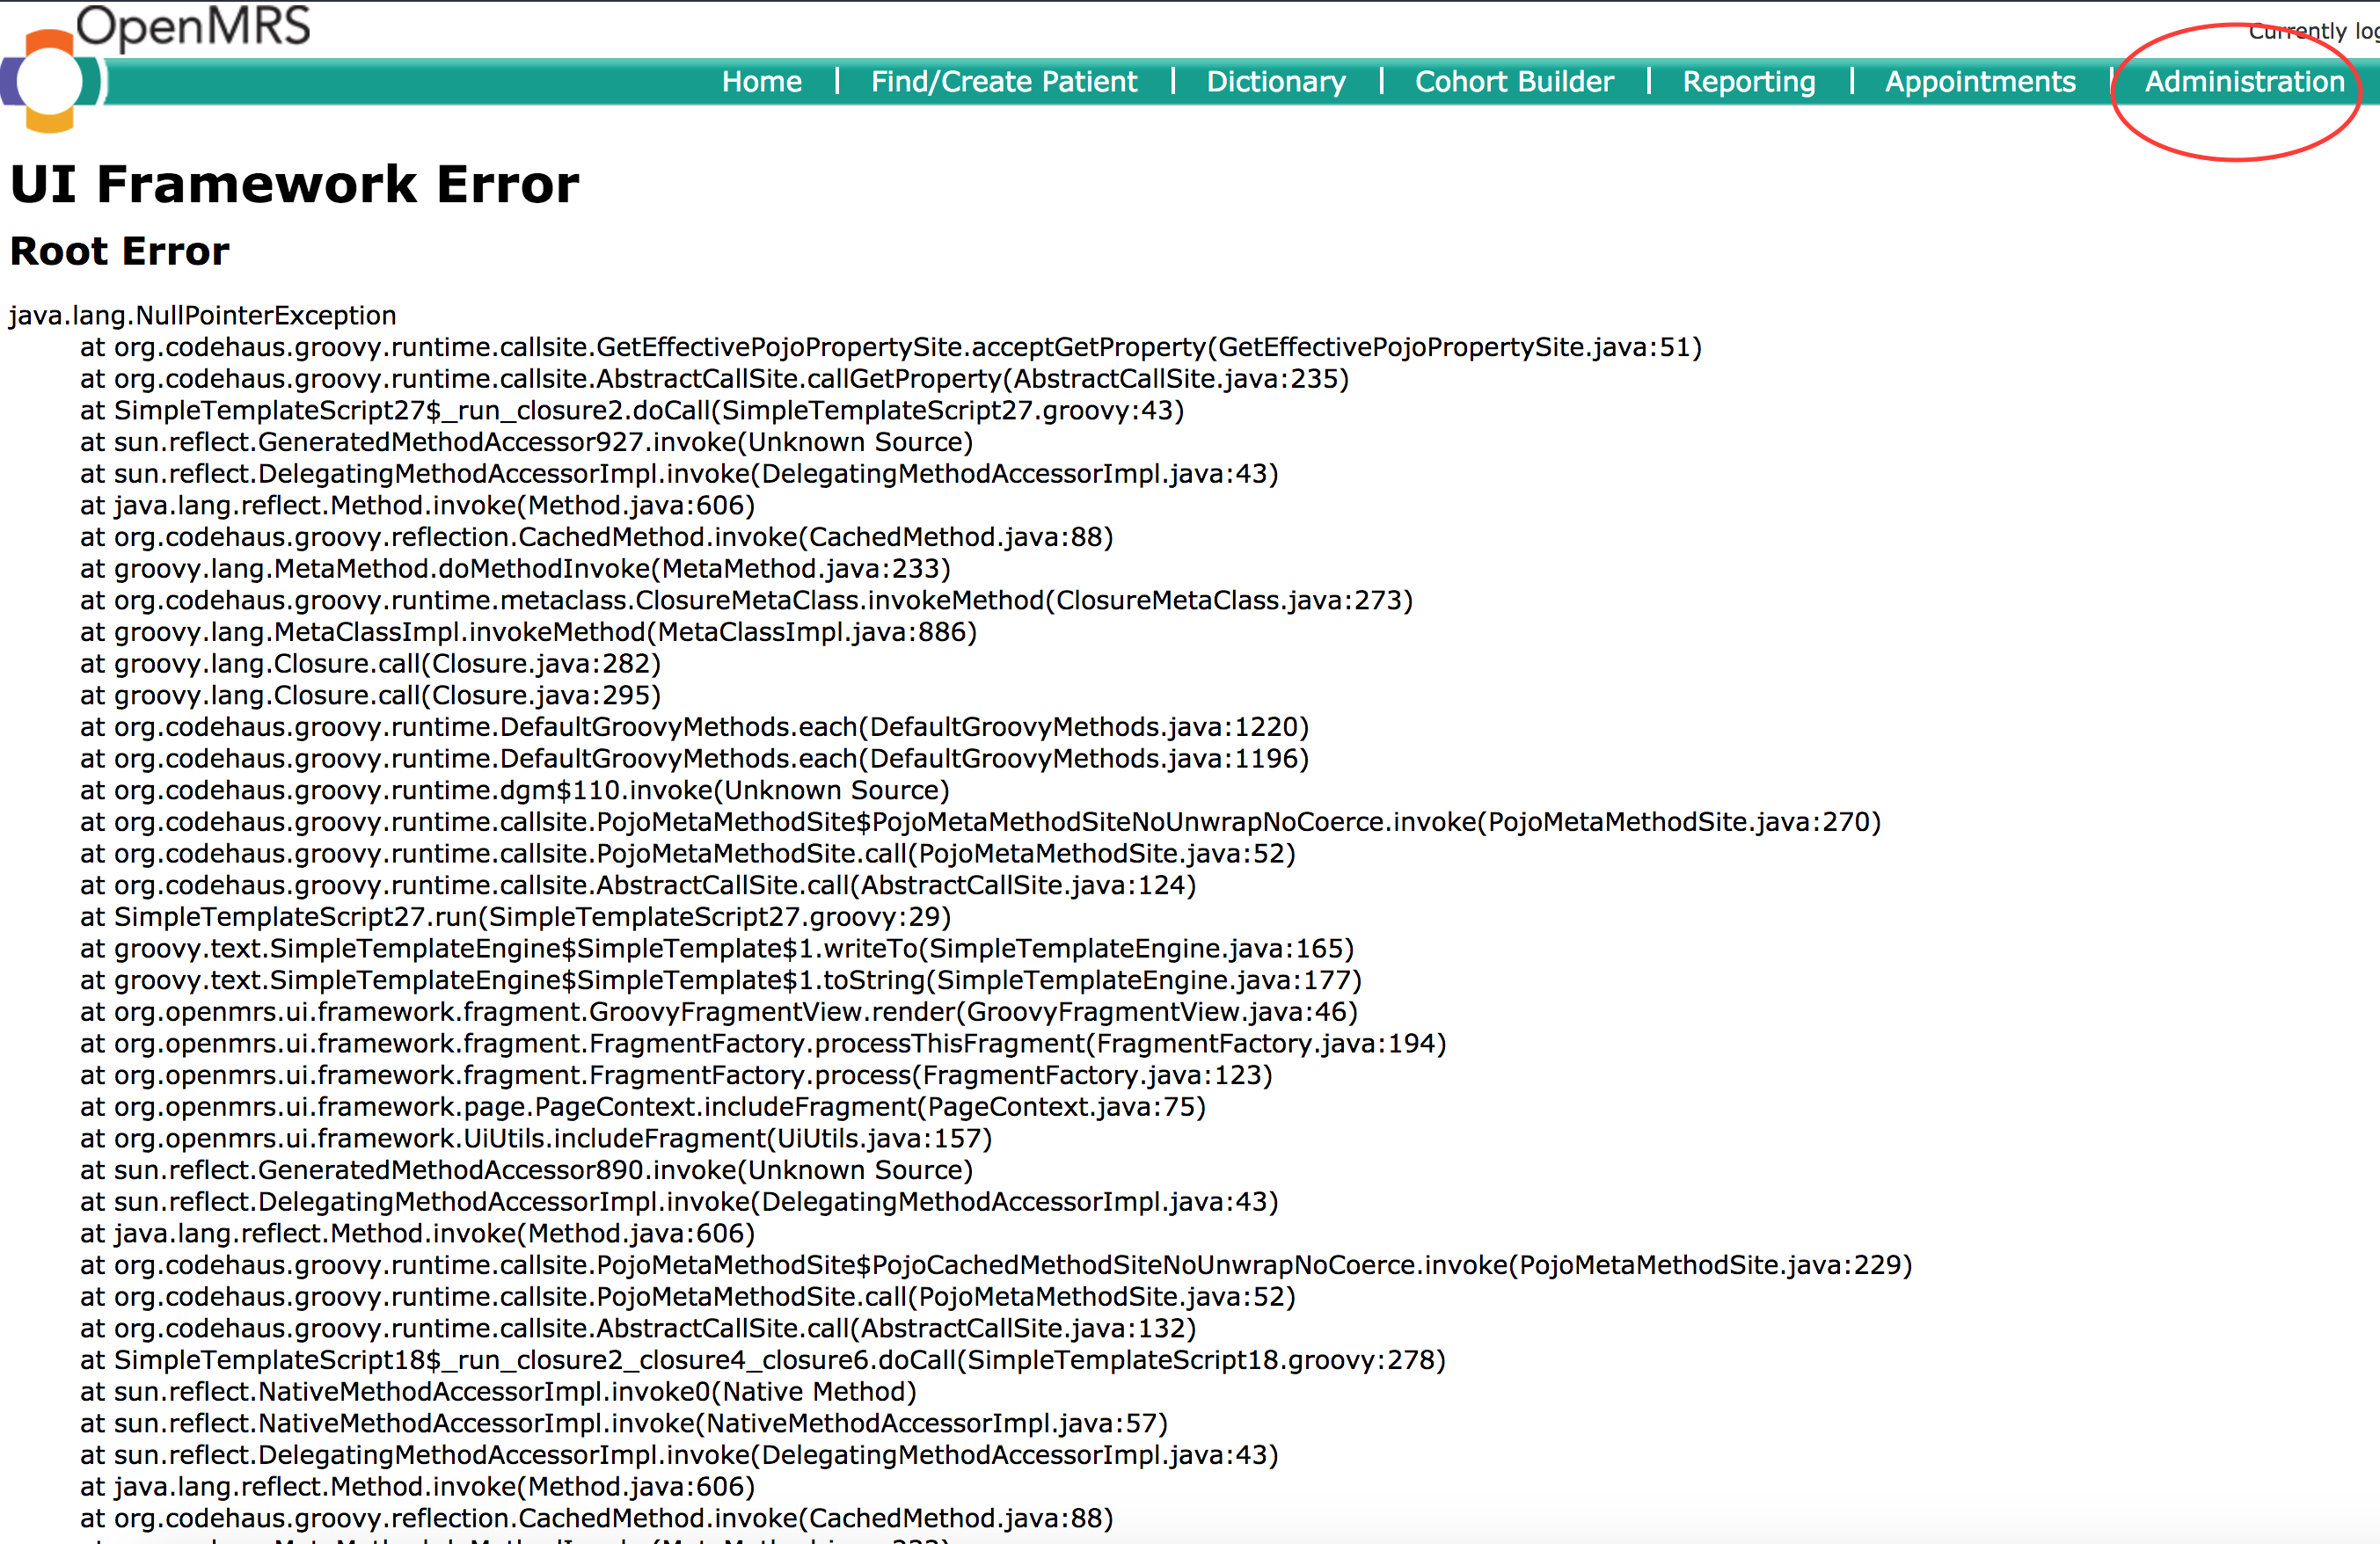 OpenMRS
Currently log
Home | Find/Create Patient | Dictionary | Cohort Builder | Reporting | Appointments | Administration
UI Framework Error
Root Error
java.lang.NullPointerException
at org.codehaus.groovy.runtime.callsite.GetEffectivePojoPropertySite.acceptGetProperty(GetEffectivePojoPropertySite.java:51)
at org.codehaus.groovy.runtime.callsite.AbstractCallSite.callGetProperty(AbstractCallSite.java:235)
at SimpleTemplateScript27$_run_closure2.doCall(SimpleTemplateScript27.groovy:43)
at sun.reflect.GeneratedMethodAccessor927.invoke(Unknown Source)
at sun.reflect.DelegatingMethodAccessorImpl.invoke(DelegatingMethodAccessorImpl.java:43)
at java.lang.reflect.Method.invoke(Method.java:606)
at org.codehaus.groovy.reflection.CachedMethod.invoke(CachedMethod.java:88)
at groovy.lang.MetaMethod.doMethodInvoke(MetaMethod.java:233)
at org.codehaus.groovy.runtime.metaclass.ClosureMetaClass.invokeMethod(ClosureMetaClass.java:273)
at groovy.lang.MetaClassImpl.invokeMethod(MetaClassImpl.java:886)
at groovy.lang.Closure.call(Closure.java:282)
at groovy.lang.Closure.call(Closure.java:295)
at org.codehaus.groovy.runtime.DefaultGroovyMethods.each(DefaultGroovyMethods.java:1220)
at org.codehaus.groovy.runtime.DefaultGroovyMethods.each(DefaultGroovyMethods.java:1196)
at org.codehaus.groovy.runtime.dgm$110.invoke(Unknown Source)
at org.codehaus.groovy.runtime.callsite.PojoMetaMethodSite$PojoMetaMethodSiteNoUnwrapNoCoerce.invoke(PojoMetaMethodSite.java:270)
at org.codehaus.groovy.runtime.callsite.PojoMetaMethodSite.call(PojoMetaMethodSite.java:52)
at org.codehaus.groovy.runtime.callsite.AbstractCallSite.call(AbstractCallSite.java:124)
at SimpleTemplateScript27.run(SimpleTemplateScript27.groovy:29)
at groovy.text.SimpleTemplateEngine$SimpleTemplate$1.writeTo(SimpleTemplateEngine.java:165)
at groovy.text.SimpleTemplateEngine$SimpleTemplate$1.toString(SimpleTemplateEngine.java:177)
at org.openmrs.ui.framework.fragment.GroovyFragmentView.render(GroovyFragmentView.java:46)
at org.openmrs.ui.framework.fragment.FragmentFactory.processThisFragment(FragmentFactory.java:194)
at org.openmrs.ui.framework.fragment.FragmentFactory.process(FragmentFactory.java:123)
at org.openmrs.ui.framework.page.PageContext.includeFragment(PageContext.java:75)
at org.openmrs.ui.framework.UiUtils.includeFragment(UiUtils.java:157)
at sun.reflect.GeneratedMethodAccessor890.invoke(Unknown Source)
at sun.reflect.DelegatingMethodAccessorImpl.invoke(DelegatingMethodAccessorImpl.java:43)
at java.lang.reflect.Method.invoke(Method.java:606)
at org.codehaus.groovy.runtime.callsite.PojoMetaMethodSite$PojoCachedMethodSiteNoUnwrapNoCoerce.invoke(PojoMetaMethodSite.java:229)
at org.codehaus.groovy.runtime.callsite.PojoMetaMethodSite.call(PojoMetaMethodSite.java:52)
at org.codehaus.groovy.runtime.callsite.AbstractCallSite.call(AbstractCallSite.java:132)
at SimpleTemplateScript18$_run_closure2_closure4_closure6.doCall(SimpleTemplateScript18.groovy:278)
at sun.reflect.NativeMethodAccessorImpl.invoke0(Native Method)
at sun.reflect.NativeMethodAccessorImpl.invoke(NativeMethodAccessorImpl.java:57)
at sun.reflect.DelegatingMethodAccessorImpl.invoke(DelegatingMethodAccessorImpl.java:43)
at java.lang.reflect.Method.invoke(Method.java:606)
at org.codehaus.groovy.reflection.CachedMethod.invoke(CachedMethod.java:88)